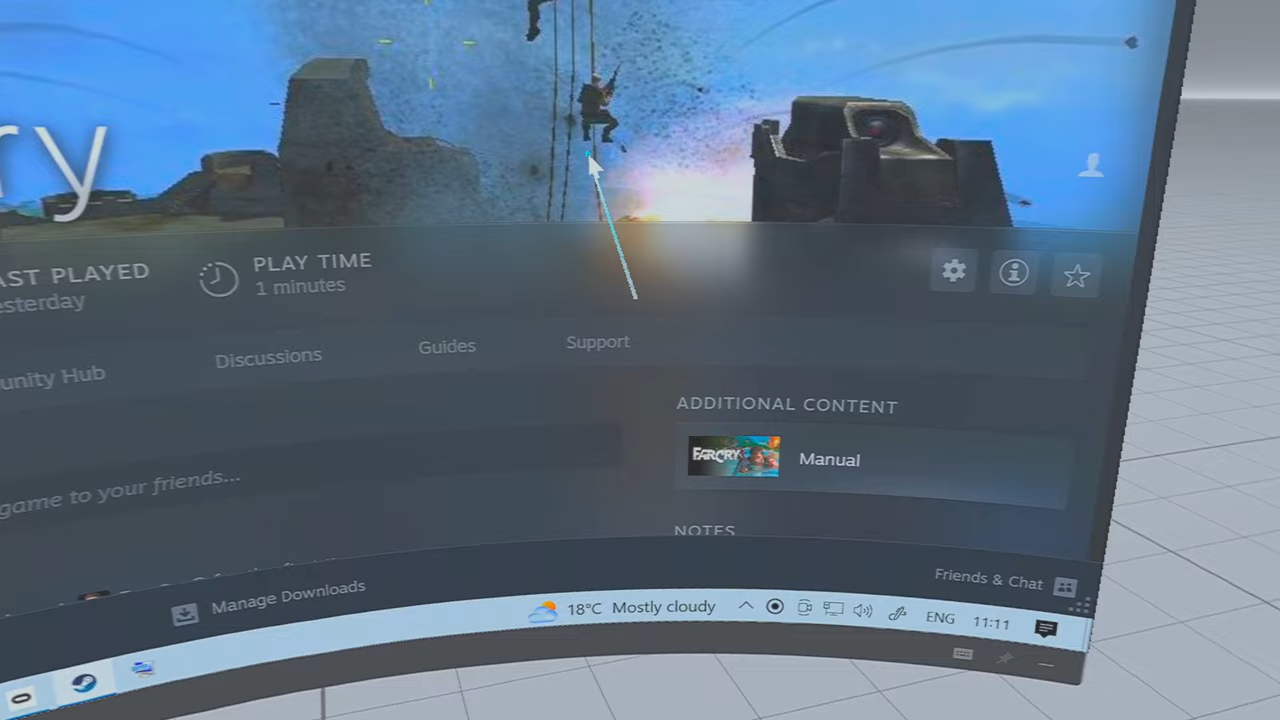 ry
AST PLAYED
esterday
PLAY TIME
1 minutes
unity Hub
Discussions
Guides
Support
ADDITIONAL CONTENT
FARCRY
Manual
game to your friends...
NOTES
Manage Downloads
Friends & Chat
18°C Mostly cloudy
ENG
11:11